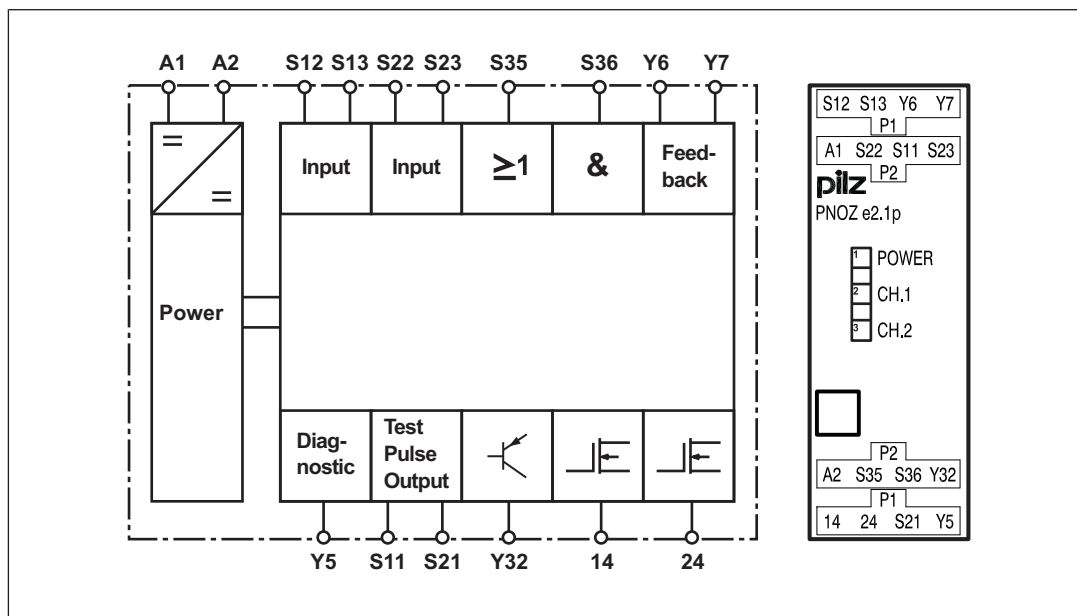 A1 A2 S12 S13 S22 S23 S35 S36 Y6 Y7
=
=
Input Input ≥1 & Feed-
back
Power
Diag-
nostic
Test
Pulse
Output
Y5 S11 S21 Y32 14 24
S12 S13 Y6 Y7
P1
A1 S22 S11 S23
P2
pilz
PNOZ e2.1p
1 POWER
2 CH.1
3 CH.2
P2
A2 S35 S36 Y32
P1
14 24 S21 Y5